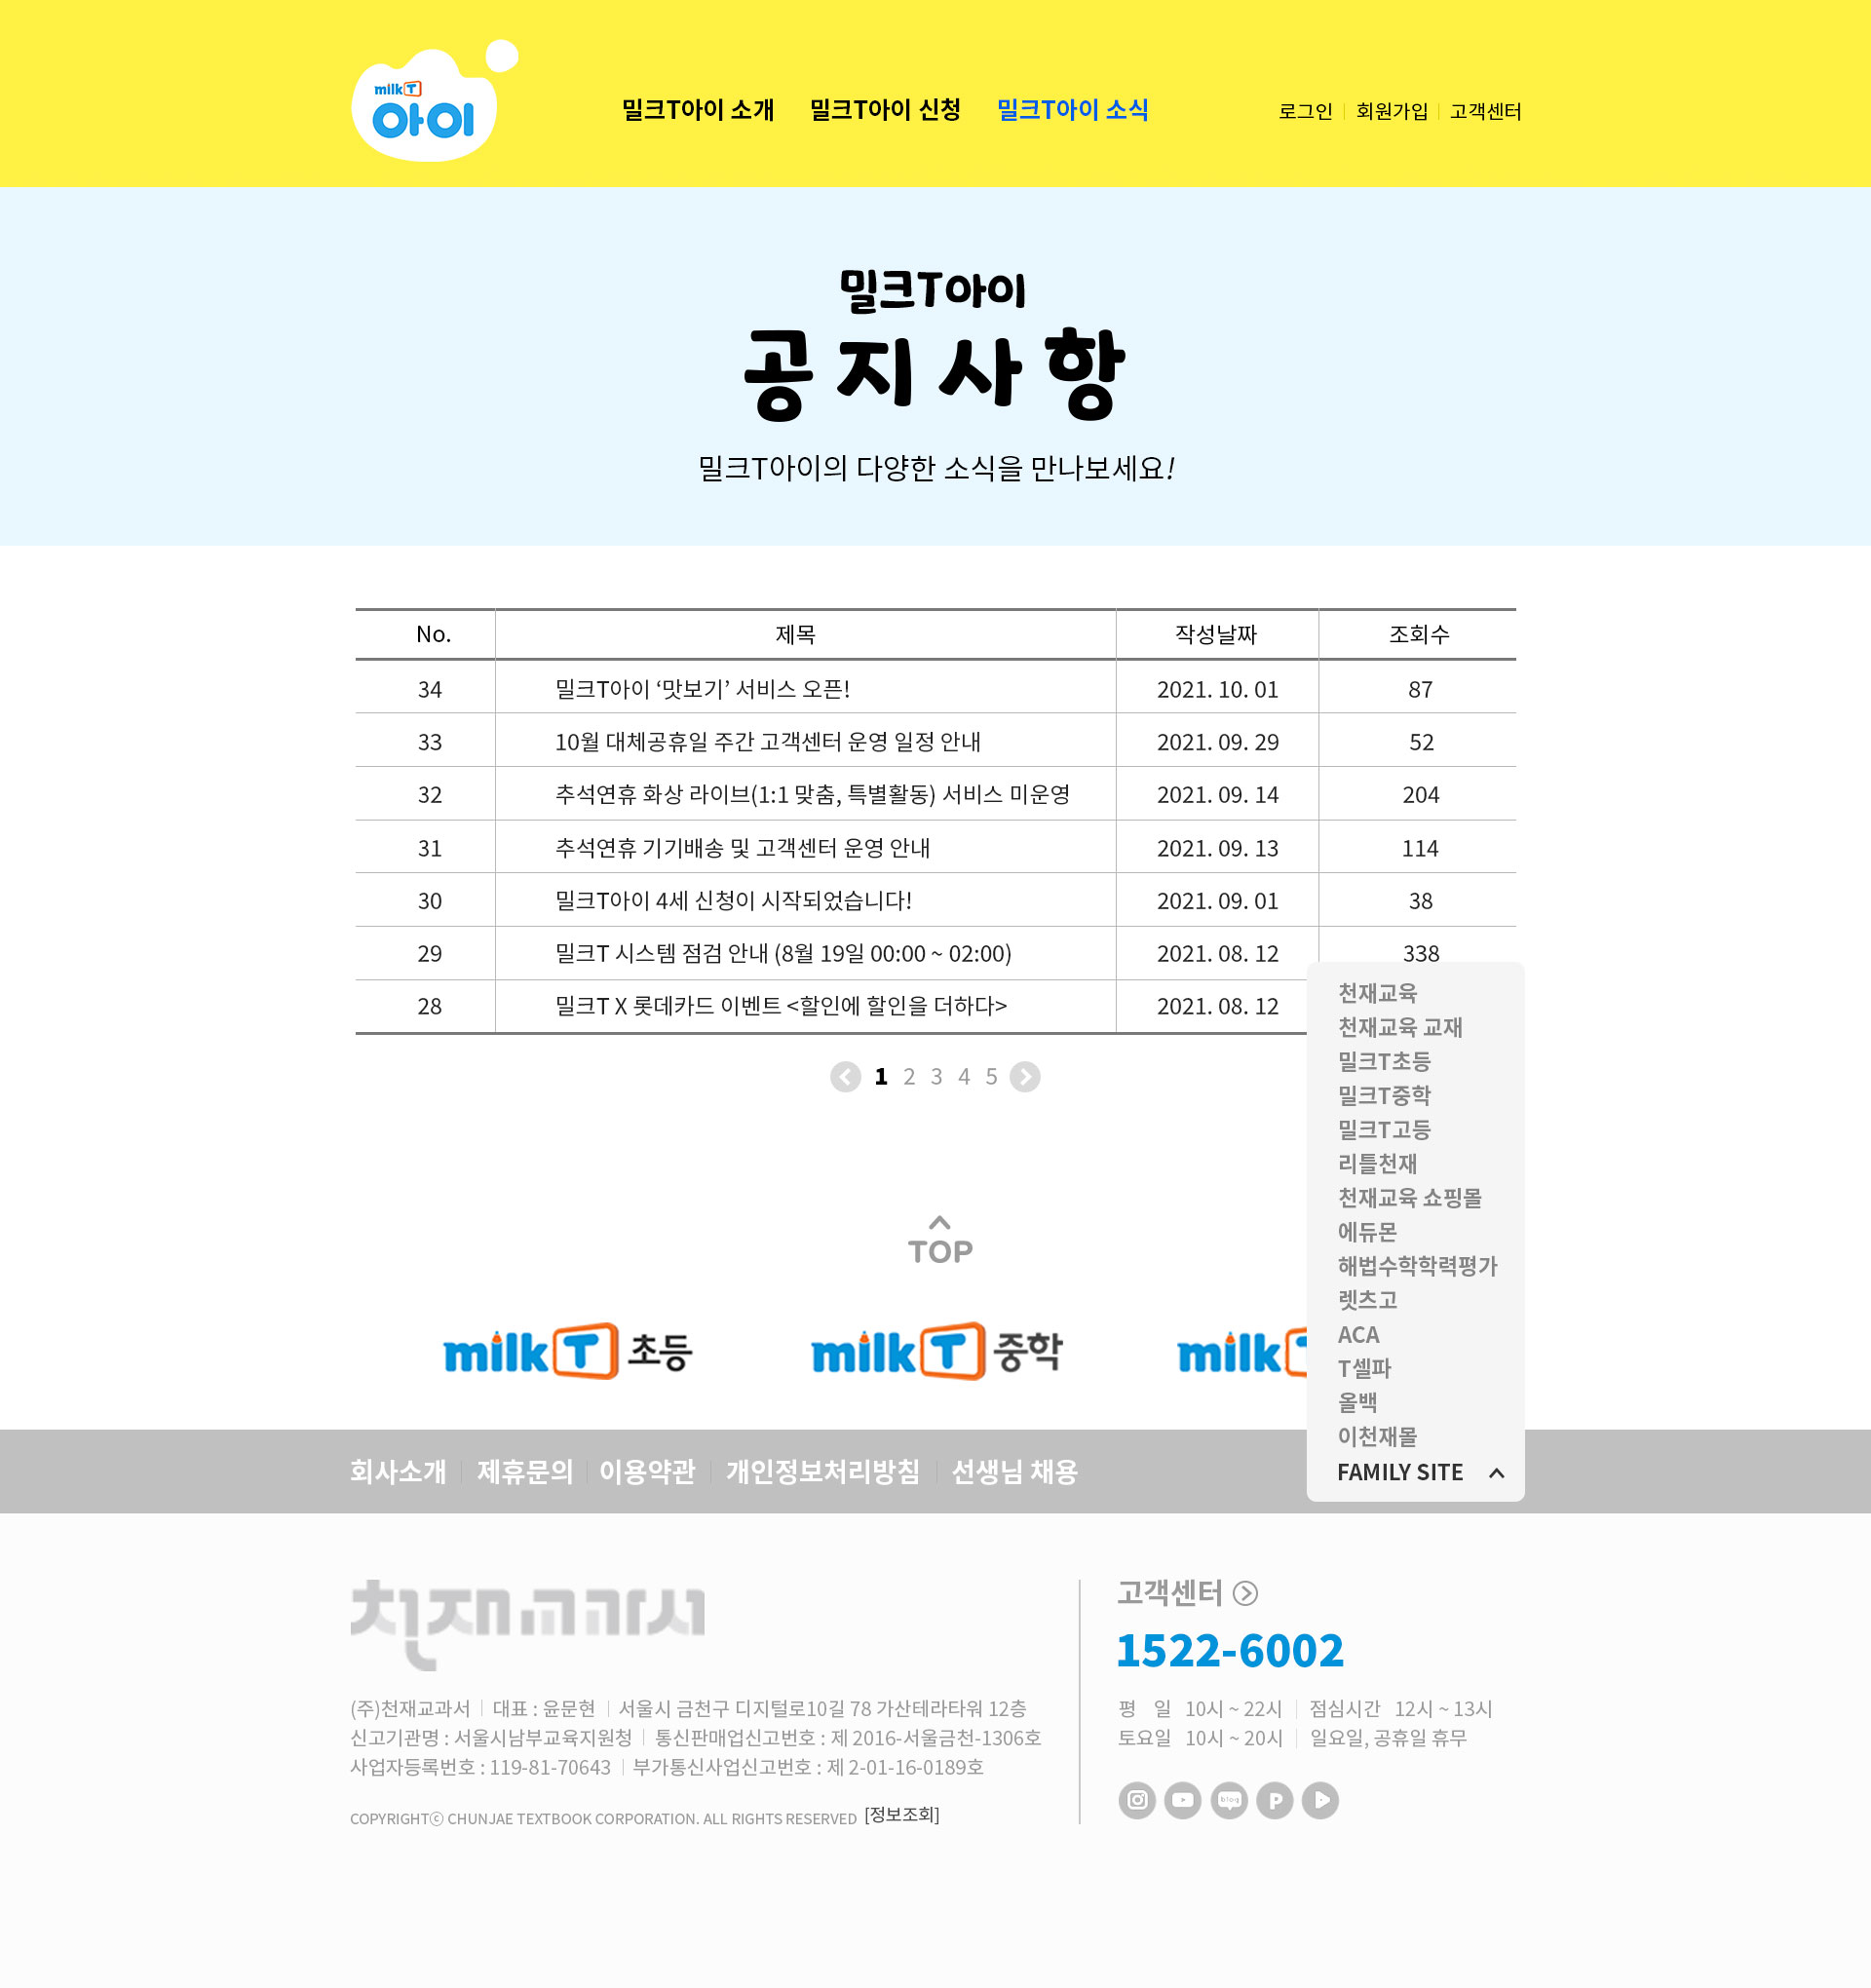 milk T
아이
밀크T아이 소개 밀크T아이 신청 밀크T아이 소식 로그인 회원가입 고객센터
밀크T아이
공지사항
밀크T아이의 다양한 소식을 만나보세요!
No. 제목 작성날짜 조회수
34 밀크T아이 ‘맛보기’ 서비스 오픈! 2021. 10. 01 87
33 10월 대체공휴일 주간 고객센터 운영 일정 안내 2021. 09. 29 52
32 추석연휴 화상 라이브(1:1 맞춤, 특별활동) 서비스 미운영 2021. 09. 14 204
31 추석연휴 기기배송 및 고객센터 운영 안내 2021. 09. 13 114
30 밀크T아이 4세 신청이 시작되었습니다! 2021. 09. 01 38
29 밀크T 시스템 점검 안내 (8월 19일 00:00 ~ 02:00) 2021. 08. 12 338
28 밀크T X 롯데카드 이벤트 <할인에 할인을 더하다> 2021. 08. 12
1 2 3 4 5
TOP
milk T 초등 milk T 중학 milk
천재교육
천재교육 교재
밀크T초등
밀크T중학
밀크T고등
리틀천재
천재교육 쇼핑몰
에듀몬
해법수학학력평가
렛츠고
ACA
T셀파
올백
이천재몰
FAMILY SITE
회사소개 제휴문의 이용약관 개인정보처리방침 선생님 채용
천재교과서
(주)천재교과서 대표 : 윤문현 서울시 금천구 디지털로10길 78 가산테라타워 12층
신고기관명 : 서울시남부교육지원청 통신판매업신고번호 : 제 2016-서울금천-1306호
사업자등록번호 : 119-81-70643 부가통신사업신고번호 : 제 2-01-16-0189호
COPYRIGHTⓒ CHUNJAE TEXTBOOK CORPORATION. ALL RIGHTS RESERVED [정보조회]
고객센터
1522-6002
평 일 10시 ~ 22시 점심시간 12시 ~ 13시
토요일 10시 ~ 20시 일요일, 공휴일 휴무
blog P